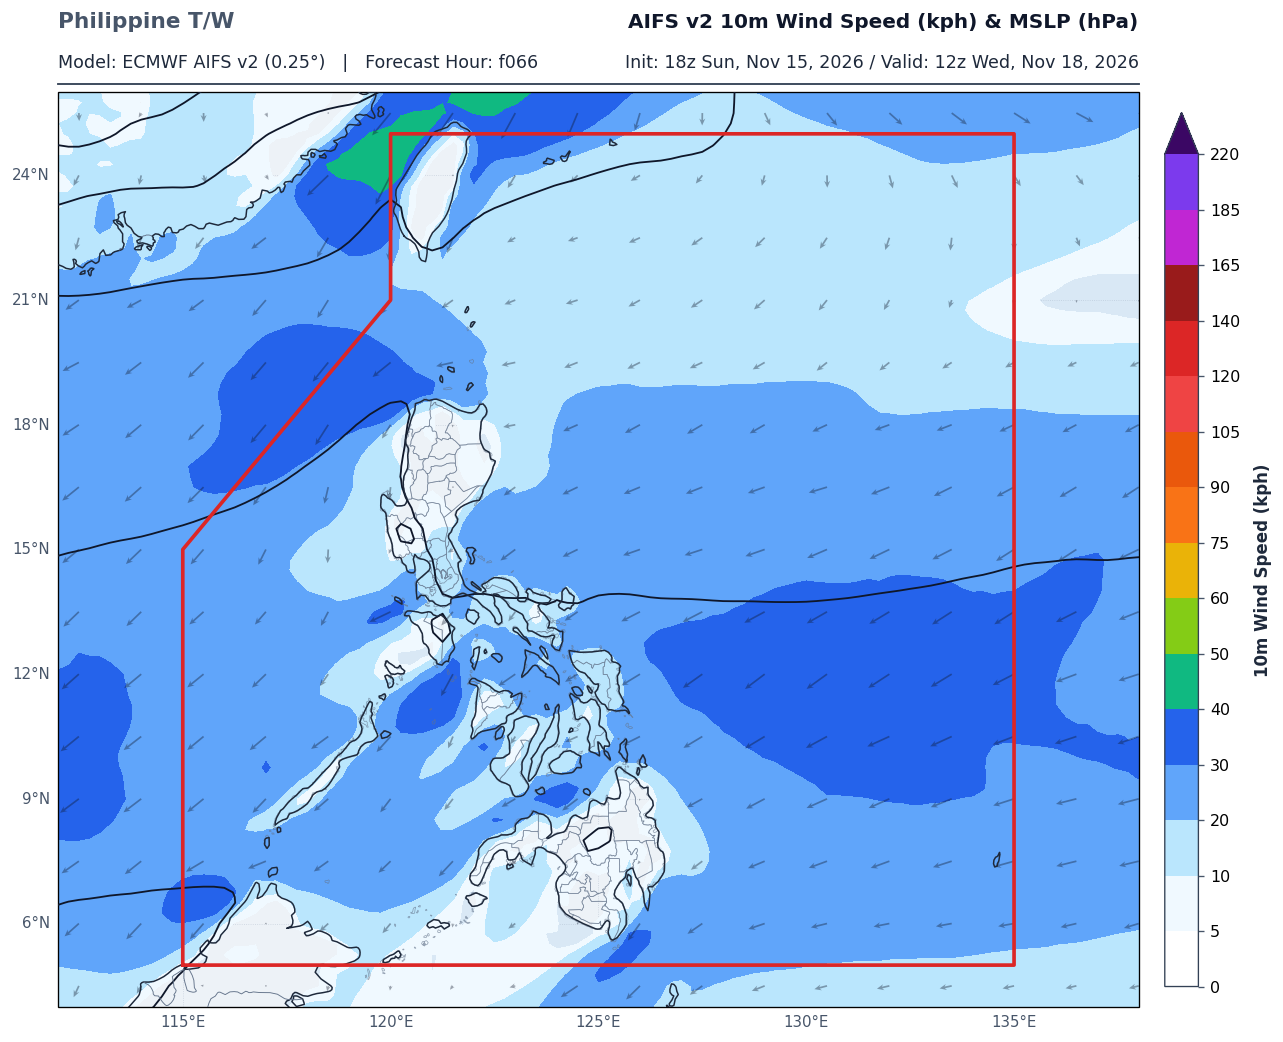 Philippine T/W
AIFS v2 10m Wind Speed (kph) & MSLP (hPa)
Model: ECMWF AIFS v2 (0.25°) | Forecast Hour: f066
Init: 18z Sun, Nov 15, 2026 / Valid: 12z Wed, Nov 18, 2026
24°N
21°N
18°N
15°N
12°N
9°N
6°N
115°E
120°E
125°E
130°E
135°E
220
185
165
140
120
105
90
75
60
50
40
30
20
10
5
0
10m Wind Speed (kph)